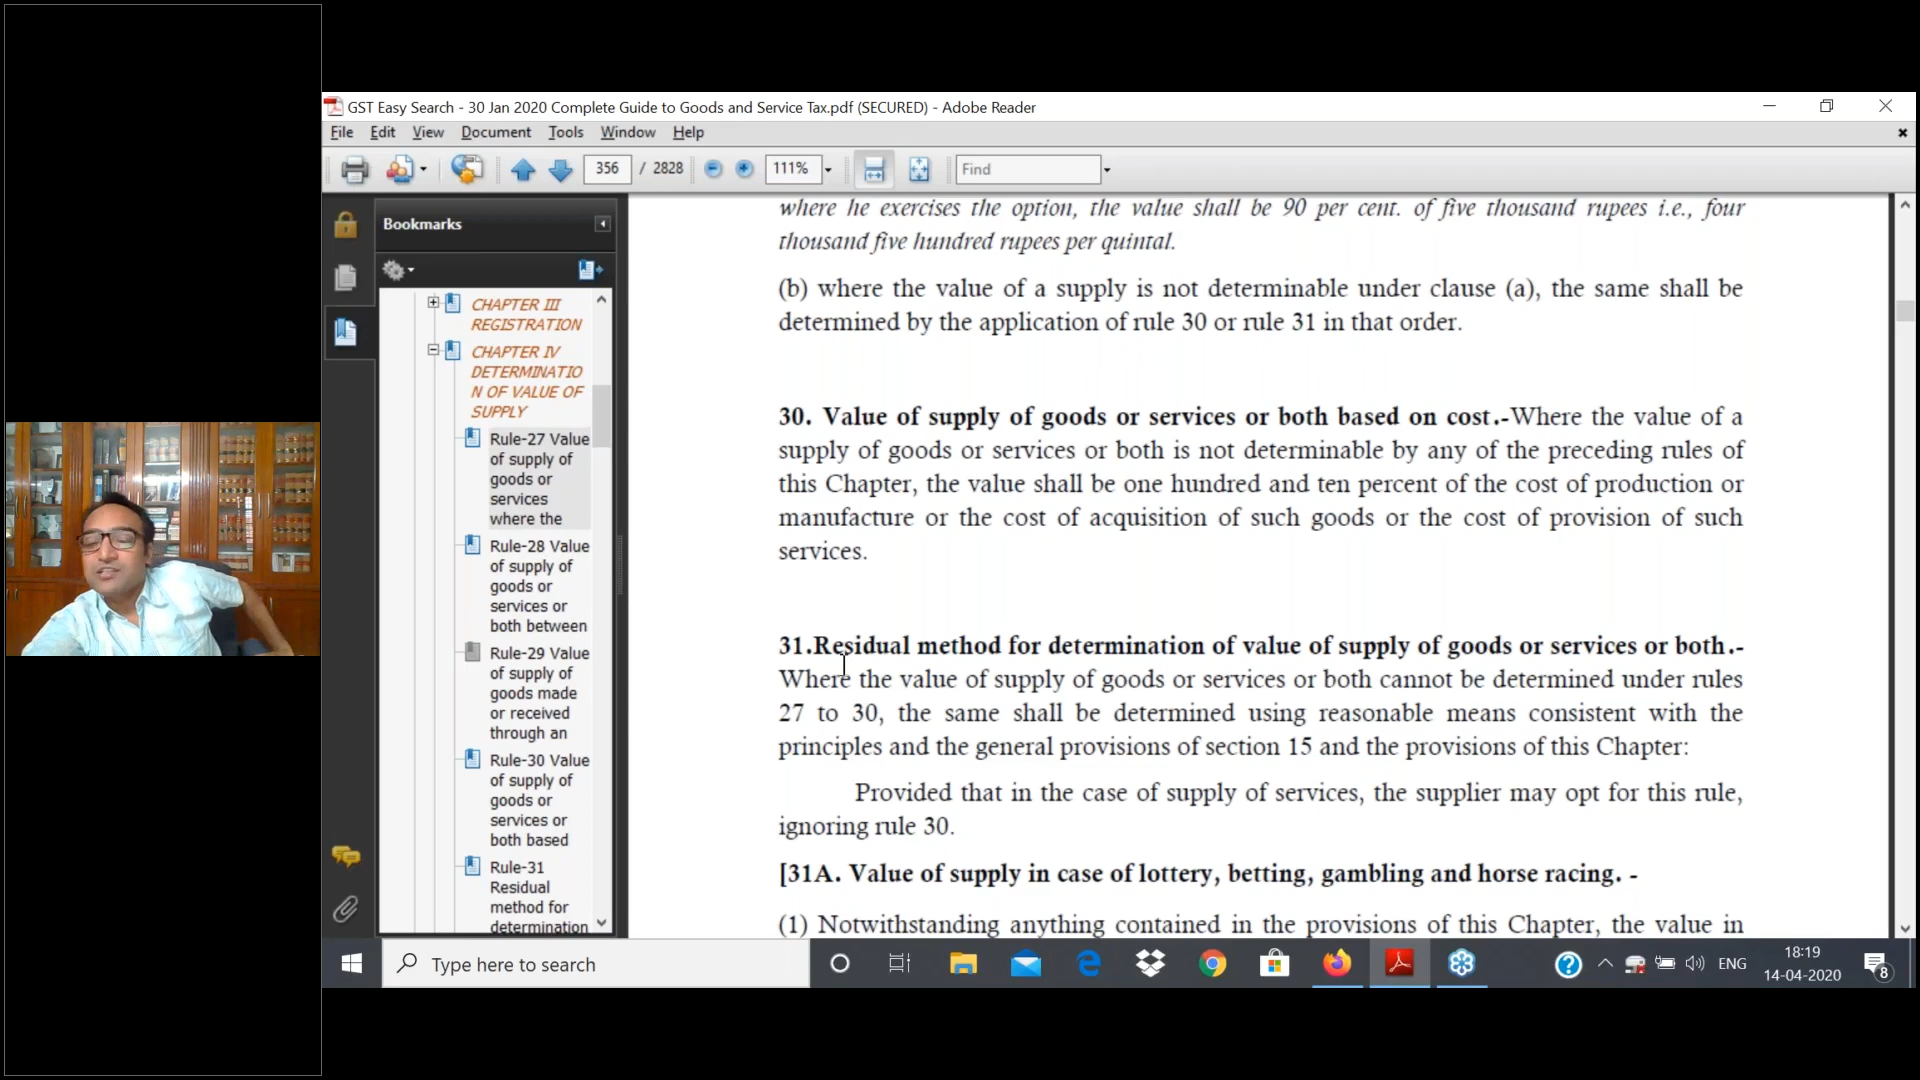 GST Easy Search - 30 Jan 2020 Complete Guide to Goods and Service Tax.pdf (SECURED) - Adobe Reader
File Edit View Document Tools Window Help
356 / 2828 111% Find
Bookmarks
CHAPTER III
REGISTRATION
CHAPTER IV
DETERMINATIO
N OF VALUE OF
SUPPLY
Rule-27 Value
of supply of
goods or
services
where the
Rule-28 Value
of supply of
goods or
services or
both between
Rule-29 Value
of supply of
goods made
or received
through an
Rule-30 Value
of supply of
goods or
services or
both based
Rule-31
Residual
method for
determination
where he exercises the option, the value shall be 90 per cent. of five thousand rupees i.e., four
thousand five hundred rupees per quintal.
(b) where the value of a supply is not determinable under clause (a), the same shall be
determined by the application of rule 30 or rule 31 in that order.
30. Value of supply of goods or services or both based on cost.-Where the value of a
supply of goods or services or both is not determinable by any of the preceding rules of
this Chapter, the value shall be one hundred and ten percent of the cost of production or
manufacture or the cost of acquisition of such goods or the cost of provision of such
services.
31.Residual method for determination of value of supply of goods or services or both.-
Where the value of supply of goods or services or both cannot be determined under rules
27 to 30, the same shall be determined using reasonable means consistent with the
principles and the general provisions of section 15 and the provisions of this Chapter:
Provided that in the case of supply of services, the supplier may opt for this rule,
ignoring rule 30.
[31A. Value of supply in case of lottery, betting, gambling and horse racing. -
(1) Notwithstanding anything contained in the provisions of this Chapter, the value in
Type here to search
ENG
18:19
14-04-2020
8